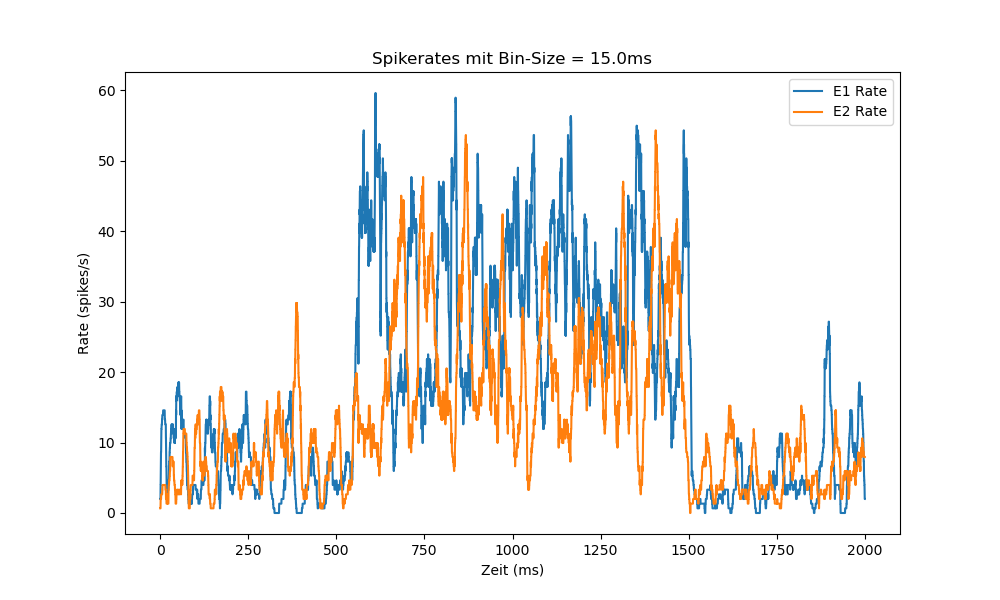 Spikerates mit Bin-Size = 15.0ms
E1 Rate
E2 Rate
Rate (spikes/s)
60
50
40
30
20
10
0
0 250 500 750 1000 1250 1500 1750 2000
Zeit (ms)